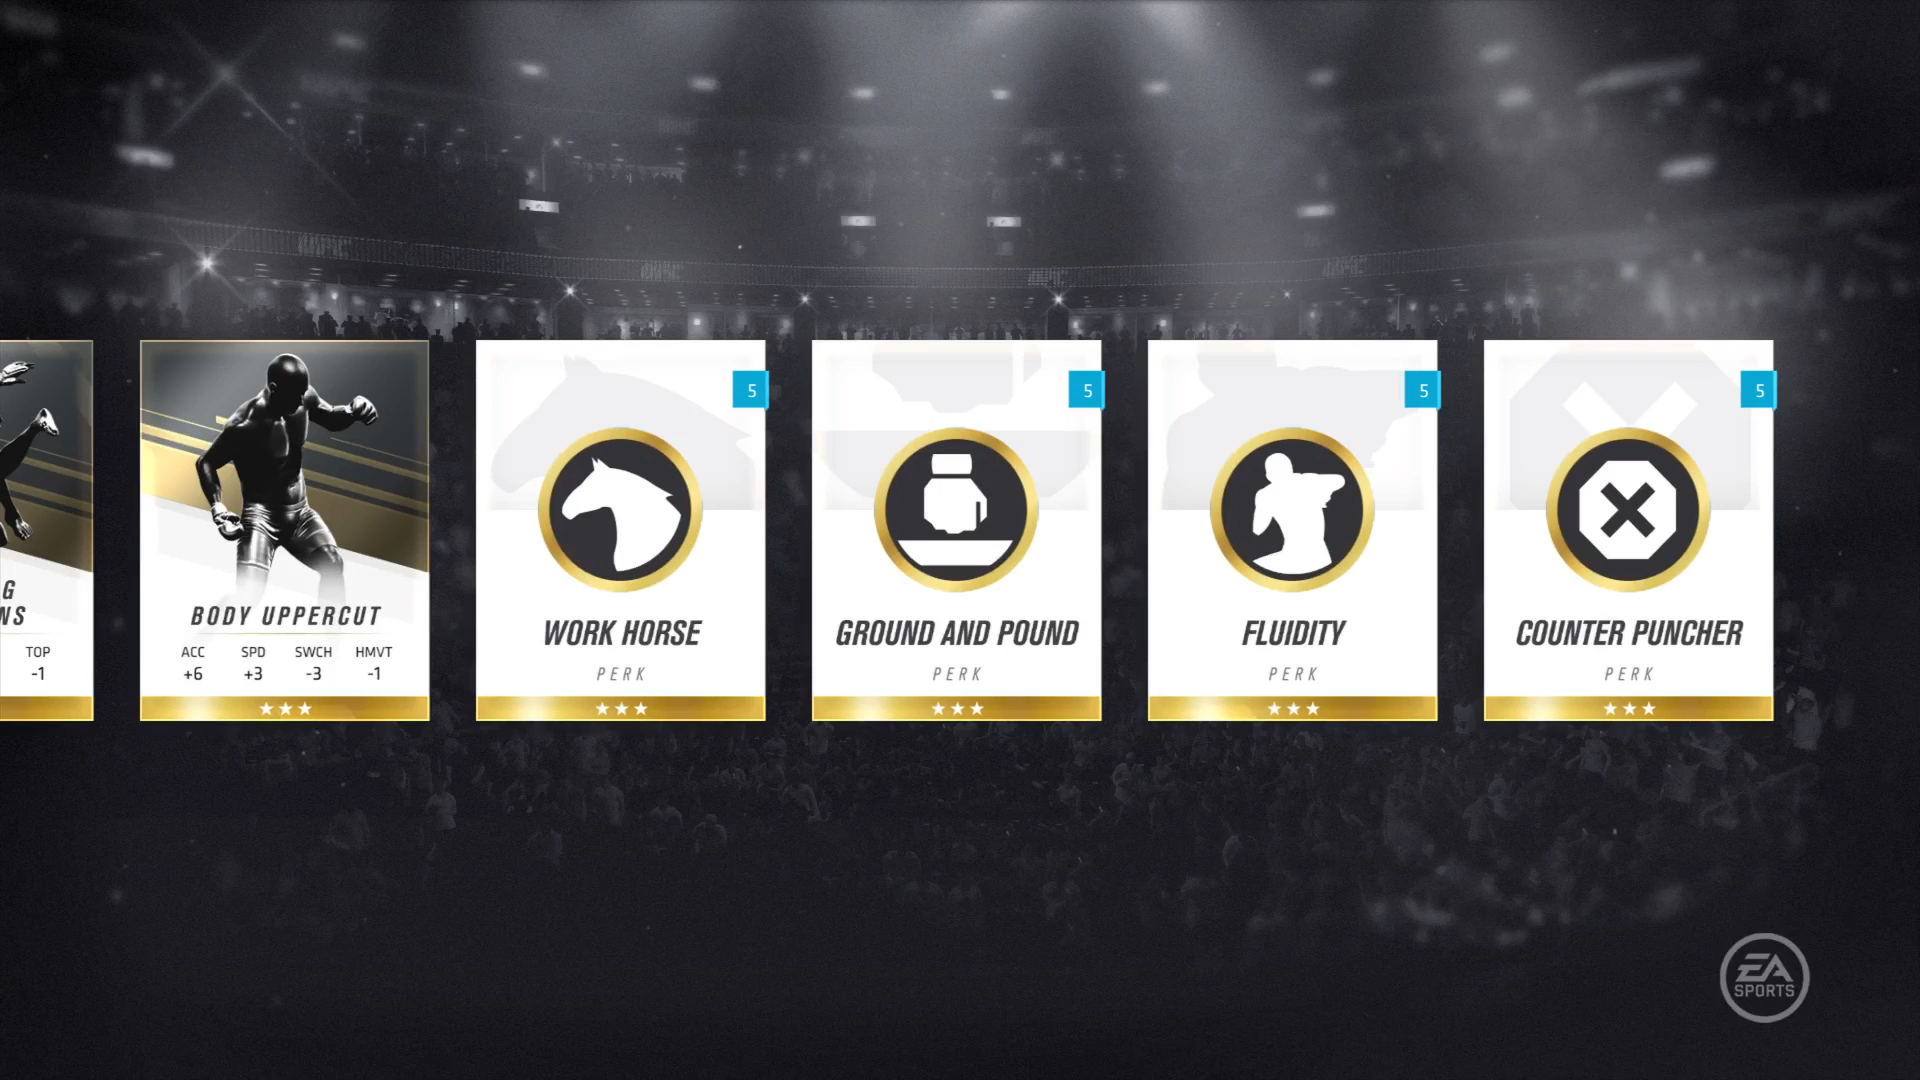 G
NS
TOP
-1
BODY UPPERCUT
ACC SPD SWCH HMVT
+6 +3 -3 -1
5
WORK HORSE
PERK
5
GROUND AND POUND
PERK
5
FLUIDITY
PERK
5
COUNTER PUNCHER
PERK
EA
SPORTS